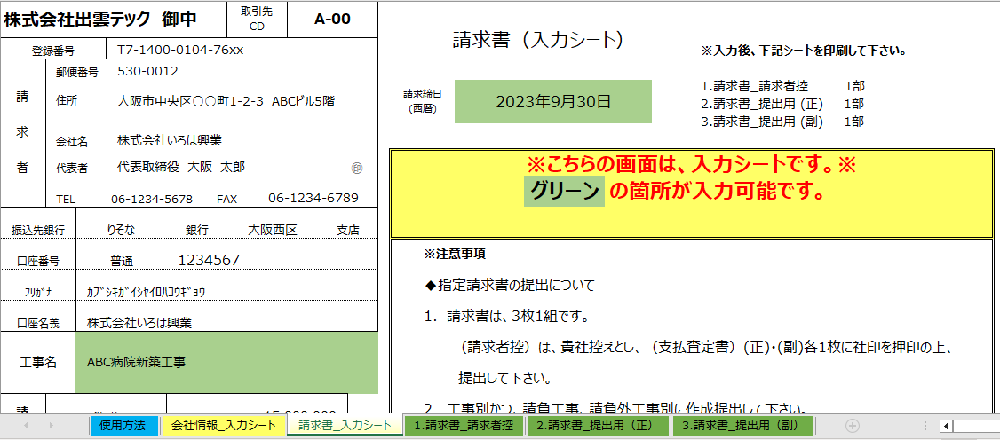 株式会社出雲テック 御中
取引先
CD
A-00
登録番号 T7-1400-0104-76xx
請求者
郵便番号 530-0012
住所 大阪市中央区○○町1-2-3 ABCビル5階
会社名 株式会社いろは興業
代表者 代表取締役 大阪 太郎 ㊞
TEL 06-1234-5678 FAX 06-1234-6789
振込先銀行 りそな 銀行 大阪西区 支店
口座番号 普通 1234567
ﾌﾘｶﾞﾅ ｶﾌﾞｼｷｶﾞｲｼｬｲﾛﾊｺｳｷﾞｮｳ
口座名義 株式会社いろは興業
工事名 ABC病院新築工事
請 15,000,000
請求書（入力シート）
請求締日
（西暦）
2023年9月30日
※入力後、下記シートを印刷して下さい。
1.請求書_請求者控 1部
2.請求書_提出用 (正) 1部
3.請求書_提出用 (副) 1部
※こちらの画面は、入力シートです。※
グリーン の箇所が入力可能です。
※注意事項
◆指定請求書の提出について
1. 請求書は、3枚1組です。
（請求者控）は、貴社控えとし、（支払査定書）(正)・(副)各1枚に社印を押印の上、
提出して下さい。
2. 工事別かつ、請負工事、請負外工事別に作成提出して下さい。
使用方法
会社情報_入力シート
請求書_入力シート
1.請求書_請求者控
2.請求書_提出用（正）
3.請求書_提出用（副）